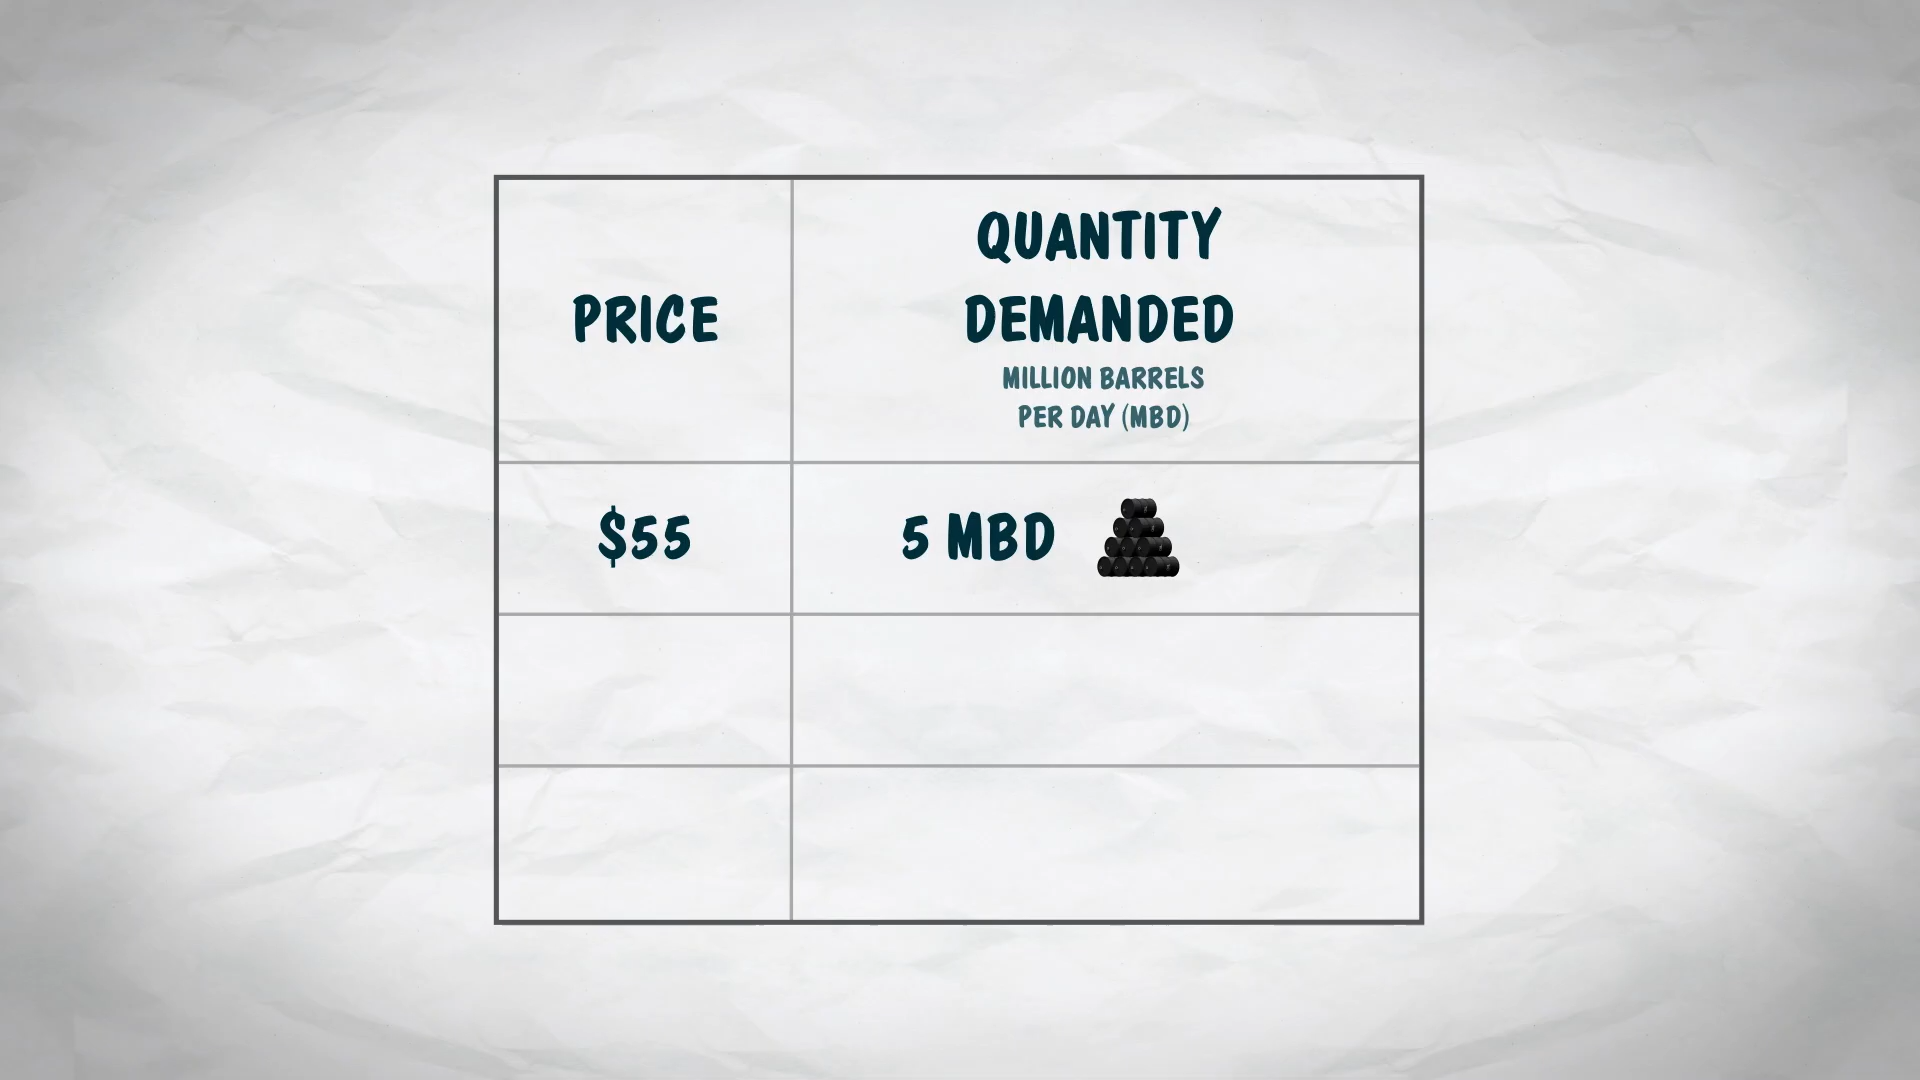 PRICE
QUANTITY
DEMANDED
MILLION BARRELS
PER DAY (MBD)
$55
5 MBD